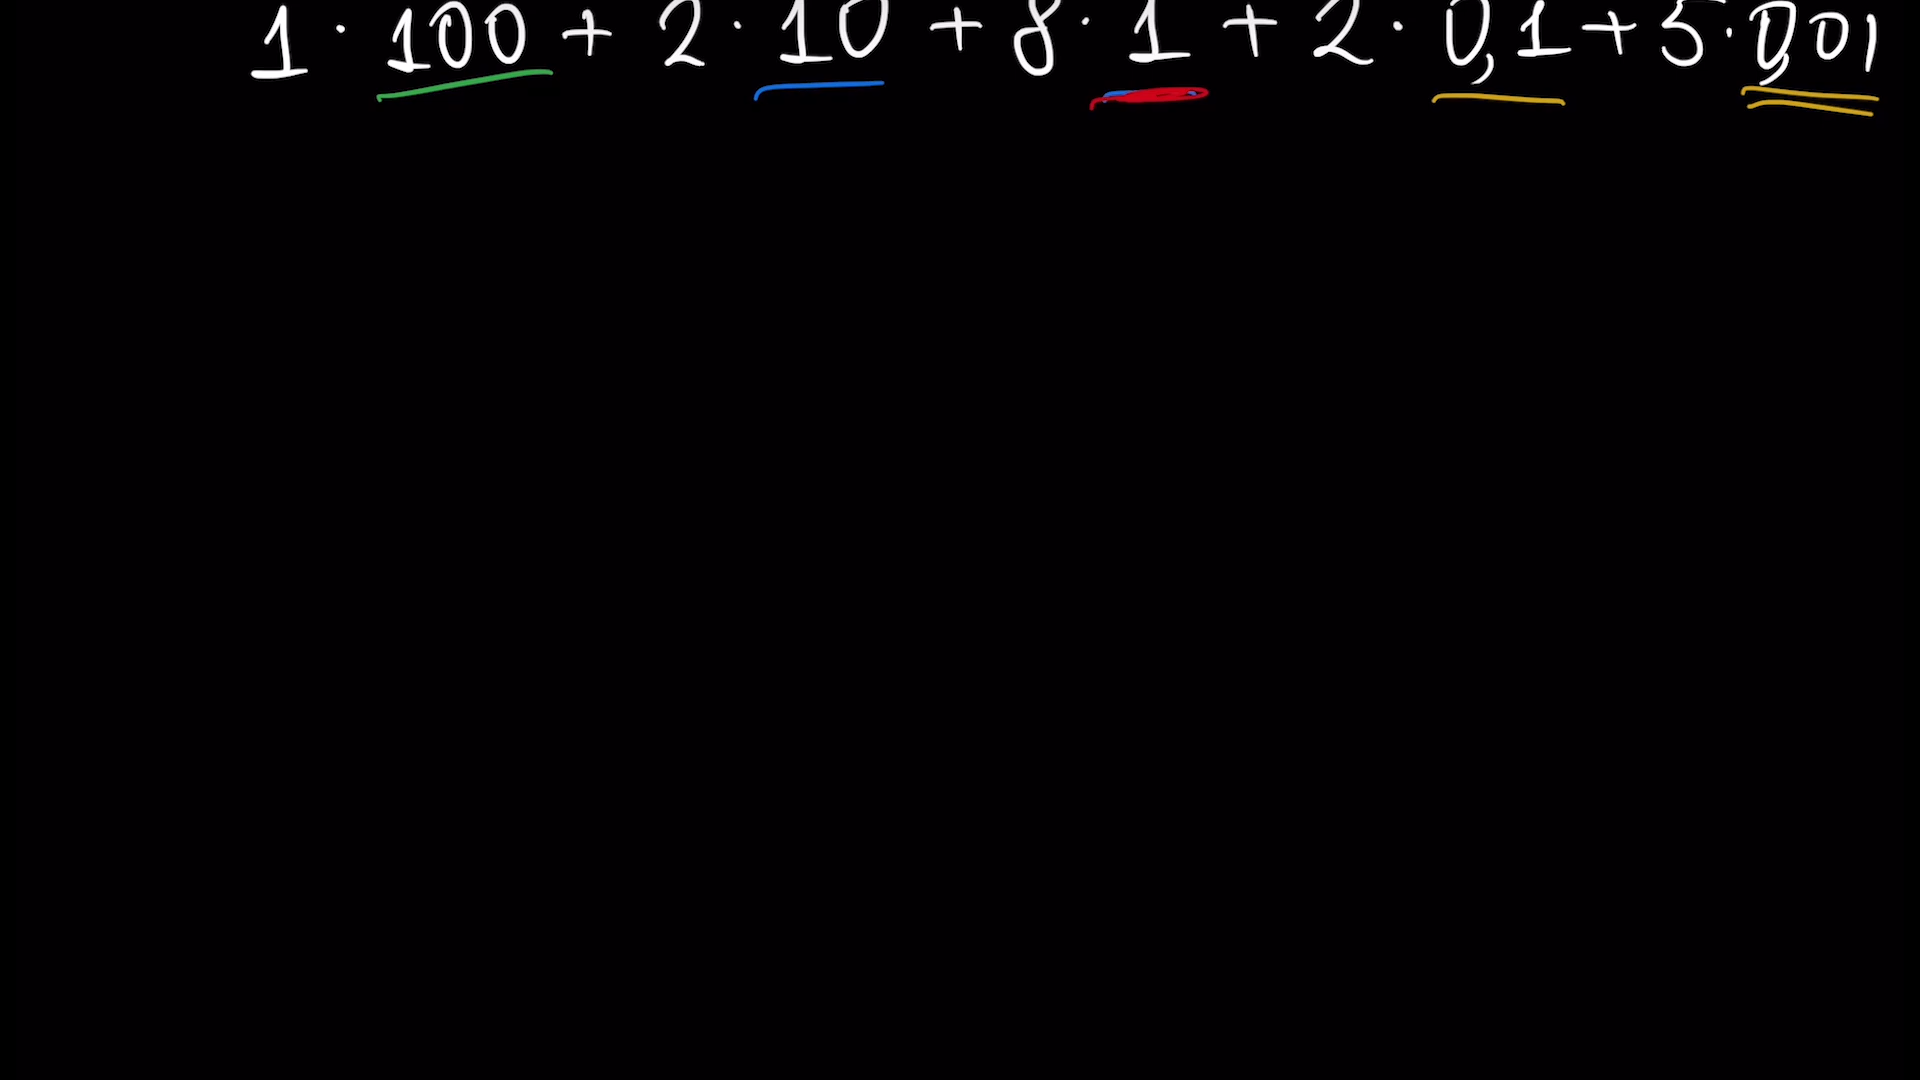 1 · 100 + 2 · 10 + 8 · 1 + 2 · 0,1 + 5 · 0,01